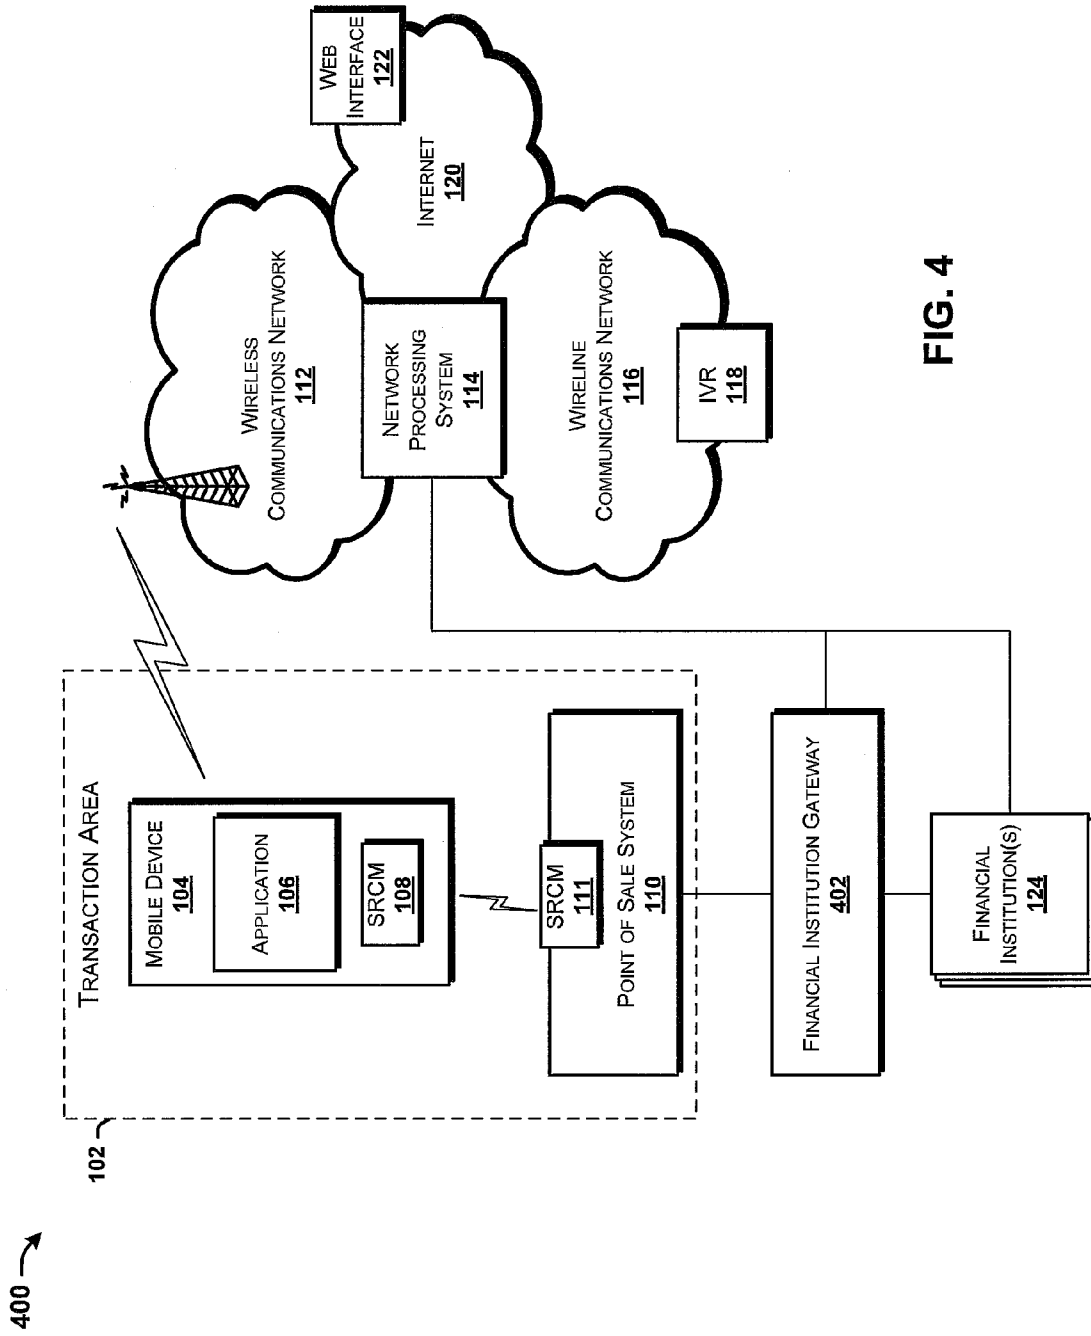 400
102
TRANSACTION AREA
MOBILE DEVICE
104
APPLICATION
106
SRCM
108
SRCM
111
POINT OF SALE SYSTEM
110
FINANCIAL INSTITUTION GATEWAY
402
FINANCIAL
INSTITUTION(S)
124
WIRELESS
COMMUNICATIONS NETWORK
112
NETWORK
PROCESSING
SYSTEM
114
WIRELINE
COMMUNICATIONS NETWORK
116
IVR
118
INTERNET
120
WEB
INTERFACE
122
FIG. 4